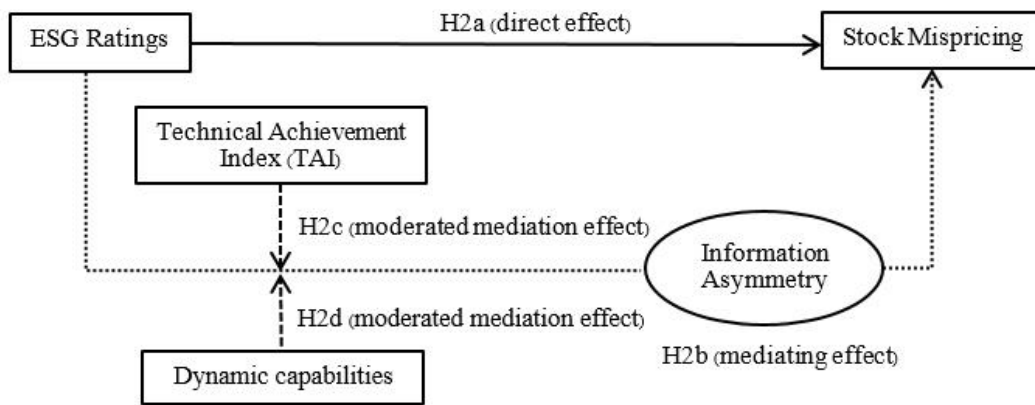 H2a (direct effect)
ESG Ratings
Stock Mispricing
Technical Achievement
Index (TAI)
H2c (moderated mediation effect)
Information
Asymmetry
H2d (moderated mediation effect)
H2b (mediating effect)
Dynamic capabilities